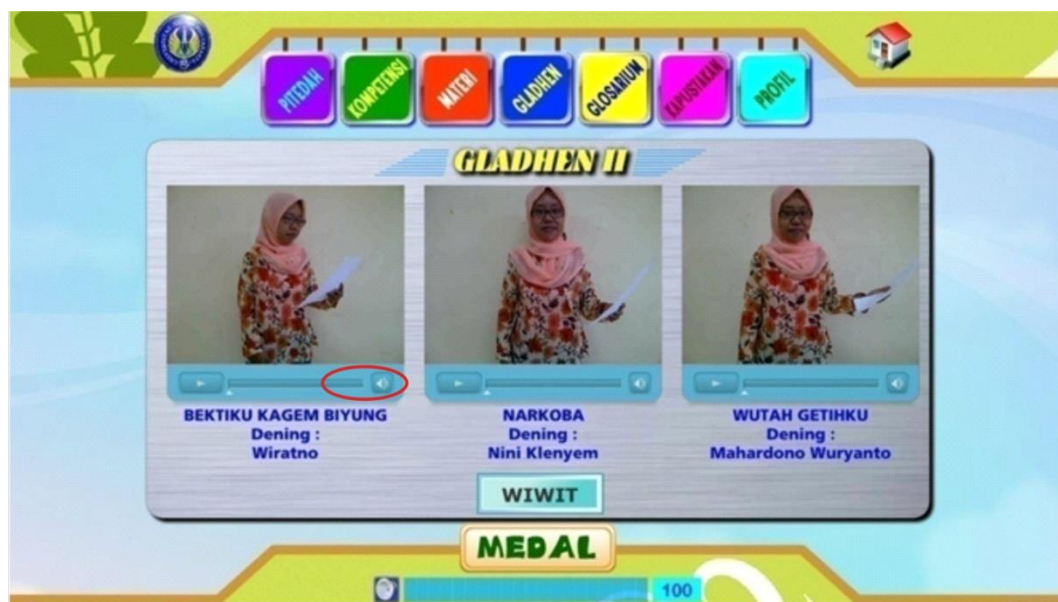 PITEDAH
KOMPETENSI
MATERI
GLADHEN
GLOSARIUM
KAPUSTAKAN
PROFIL
GLADHEN II
BEKTIKU KAGEM BIYUNG
Dening :
Wiratno
NARKOBA
Dening :
Nini Klenyem
WUTAH GETIHKU
Dening :
Mahardono Wuryanto
WIWIT
MEDAL
100